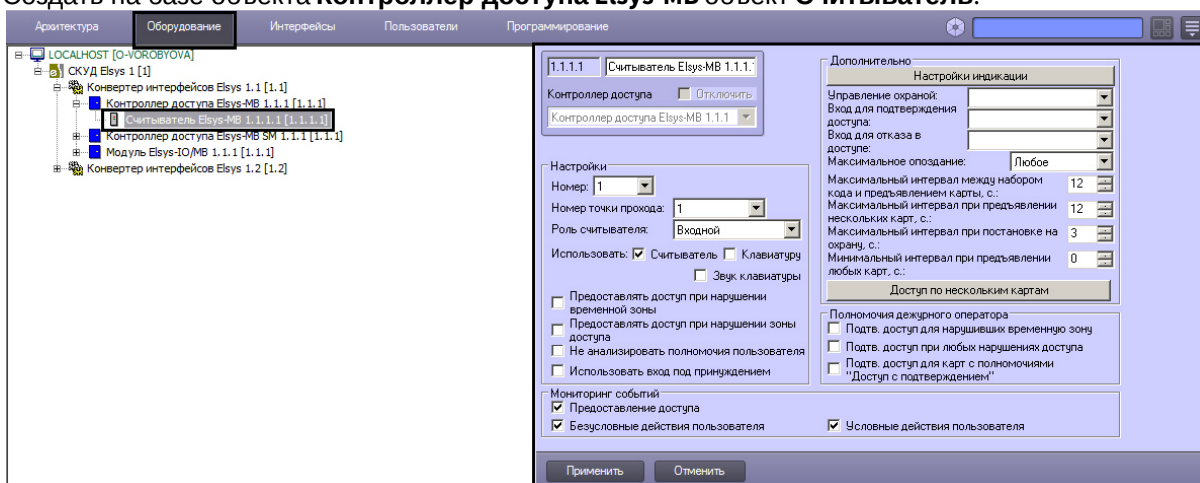 Создать на базе объекта Контроллер доступа Elsys-MB объект Считыватель.
Архитектура Оборудование Интерфейсы Пользователи Программирование
LOCALHOST [O-VOROBYOVA]
СКУД Elsys 1 [1]
Конвертер интерфейсов Elsys 1.1 [1.1]
Контроллер доступа Elsys-MB 1.1.1 [1.1.1]
Считыватель Elsys-MB 1.1.1.1 [1.1.1.1]
Контроллер доступа Elsys-MB SM 1.1.1 [1.1.1]
Модуль Elsys-IO/MB 1.1.1 [1.1.1]
Конвертер интерфейсов Elsys 1.2 [1.2]
1.1.1.1 Считыватель Elsys-MB 1.1.1.
Контроллер доступа Отключить
Контроллер доступа Elsys-MB 1.1.1
Настройки
Номер: 1
Номер точки прохода: 1
Роль считывателя: Входной
Использовать: Считыватель Клавиатуру
Звук клавиатуры
Предоставлять доступ при нарушении
временной зоны
Предоставлять доступ при нарушении зоны
доступа
Не анализировать полномочия пользователя
Использовать вход под принуждением
Дополнительно
Настройки индикации
Управление охраной:
Вход для подтверждения
доступа:
Вход для отказа в
доступе:
Максимальное опоздание: Любое
Максимальный интервал между набором
кода и предъявлением карты, с.: 12
Максимальный интервал при предъявлении
нескольких карт, с.: 12
Максимальный интервал при постановке на
охрану, с.: 3
Минимальный интервал при предъявлении
любых карт, с.: 0
Доступ по нескольким картам
Полномочия дежурного оператора
Подтв. доступ для нарушивших временную зону
Подтв. доступ при любых нарушениях доступа
Подтв. доступ для карт с полномочиями
"Доступ с подтверждением"
Мониторинг событий
Предоставление доступа
Безусловные действия пользователя Условные действия пользователя
Применить Отменить